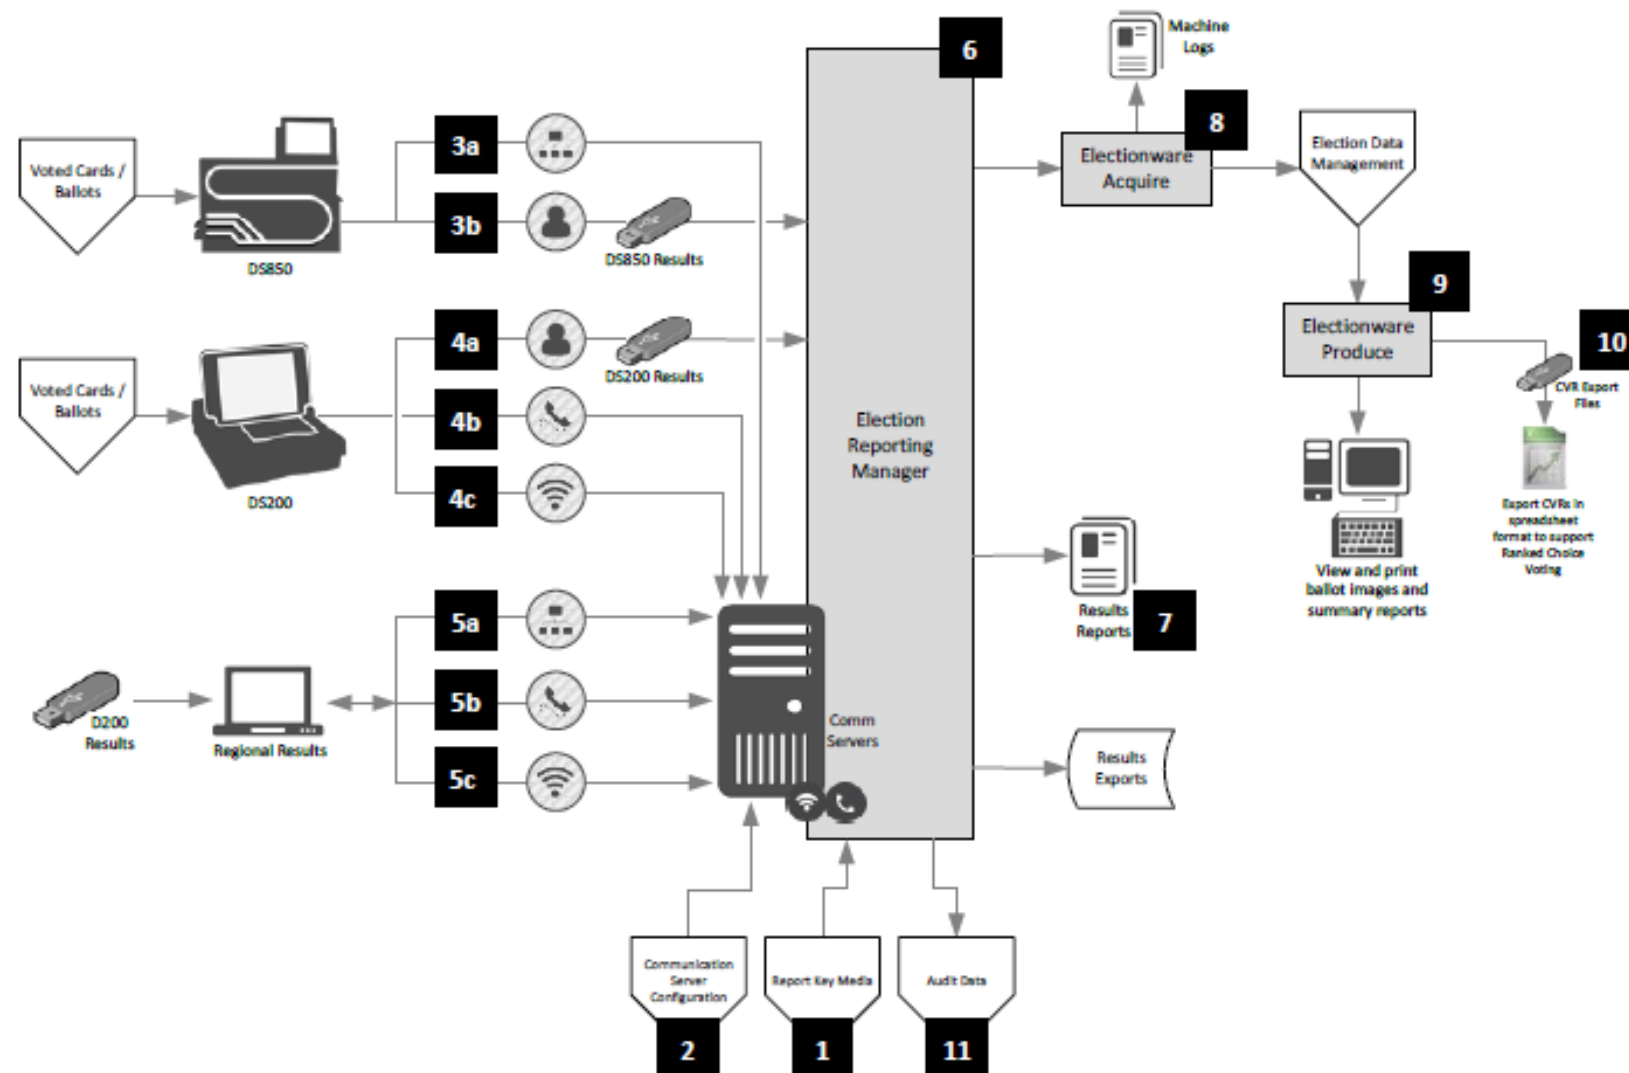 6
Machine
Logs
8
3a
Voted Cards /
Ballots
Electionware
Acquire
Election Data
Management
3b
DS850
DS850 Results
9
4a
Electionware
Produce
10
DS200 Results
Voted Cards /
Ballots
CVR Export
Files
4b
Election
Reporting
Manager
4c
DS200
Export CVRs in
spreadsheet
format to support
Ranked Choice
Voting
View and print
ballot images and
summary reports
5a
Results
Reports
7
5b
D200
Results
Regional Results
Comm
Servers
5c
Results
Exports
Communication
Server
Configuration
Report Key Media
Audit Data
2
1
11